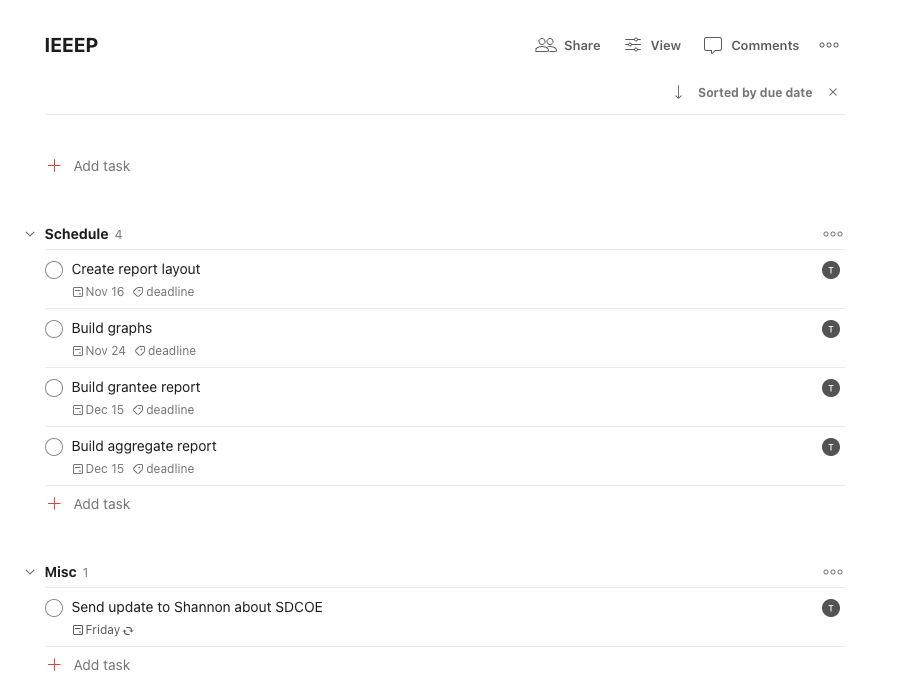 IEEEP
Share View Comments
Sorted by due date
Add task
Schedule 4
Create report layout T
Nov 16 deadline
Build graphs T
Nov 24 deadline
Build grantee report T
Dec 15 deadline
Build aggregate report T
Dec 15 deadline
Add task
Misc 1
Send update to Shannon about SDCOE T
Friday
Add task